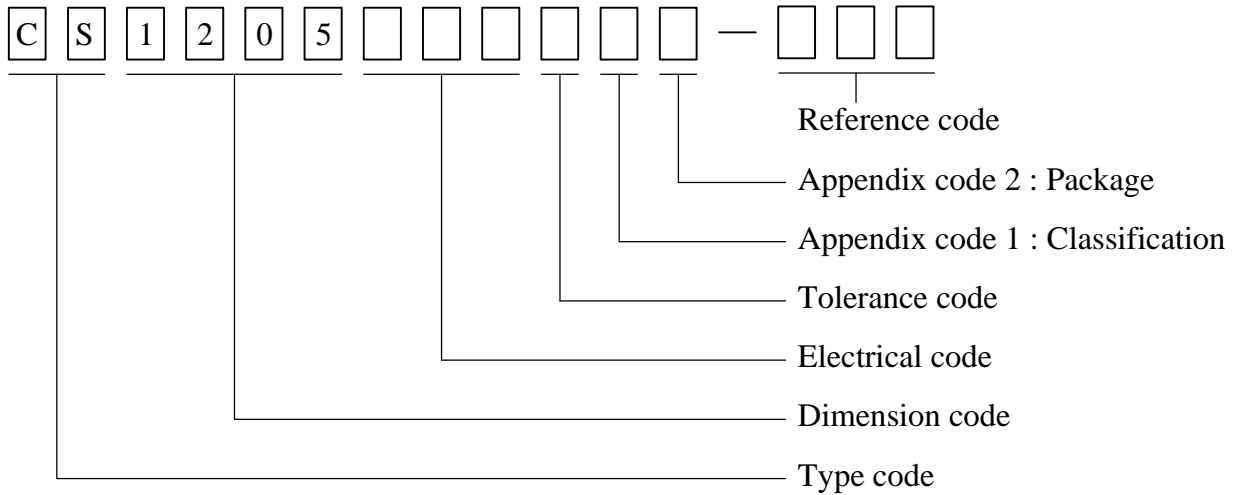 C S 1 2 0 5 —
Reference code
Appendix code 2 : Package
Appendix code 1 : Classification
Tolerance code
Electrical code
Dimension code
Type code